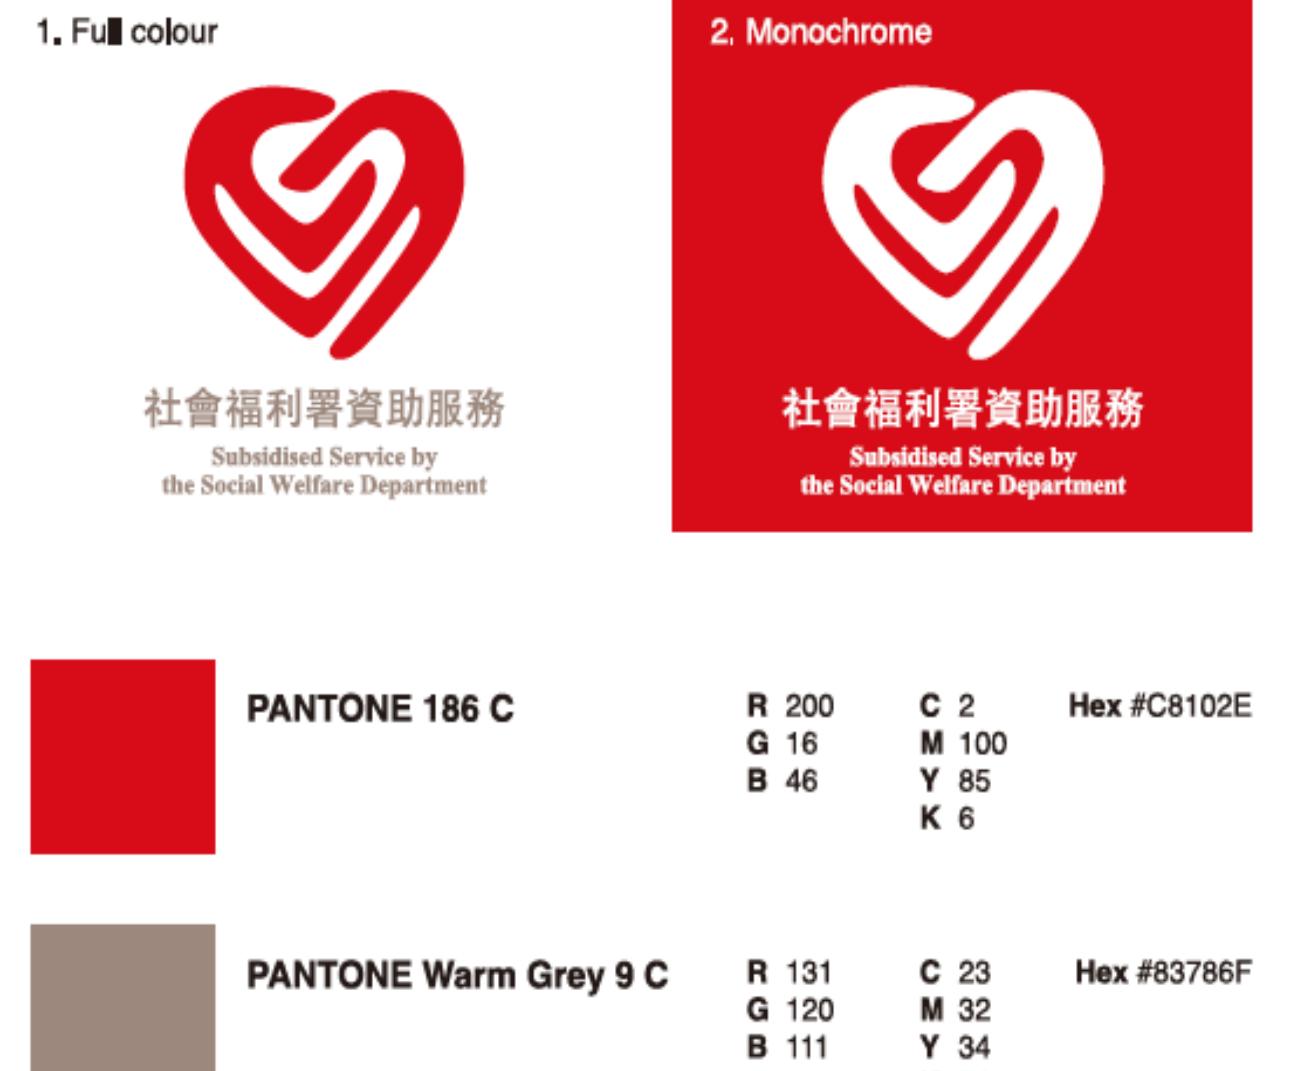 1. Full colour
2. Monochrome
社會福利署資助服務
Subsidised Service by
the Social Welfare Department
社會福利署資助服務
Subsidised Service by
the Social Welfare Department
PANTONE 186 C
R 200
G 16
B 46
C 2
M 100
Y 85
K 6
Hex #C8102E
PANTONE Warm Grey 9 C
R 131
G 120
B 111
C 23
M 32
Y 34
Hex #83786F